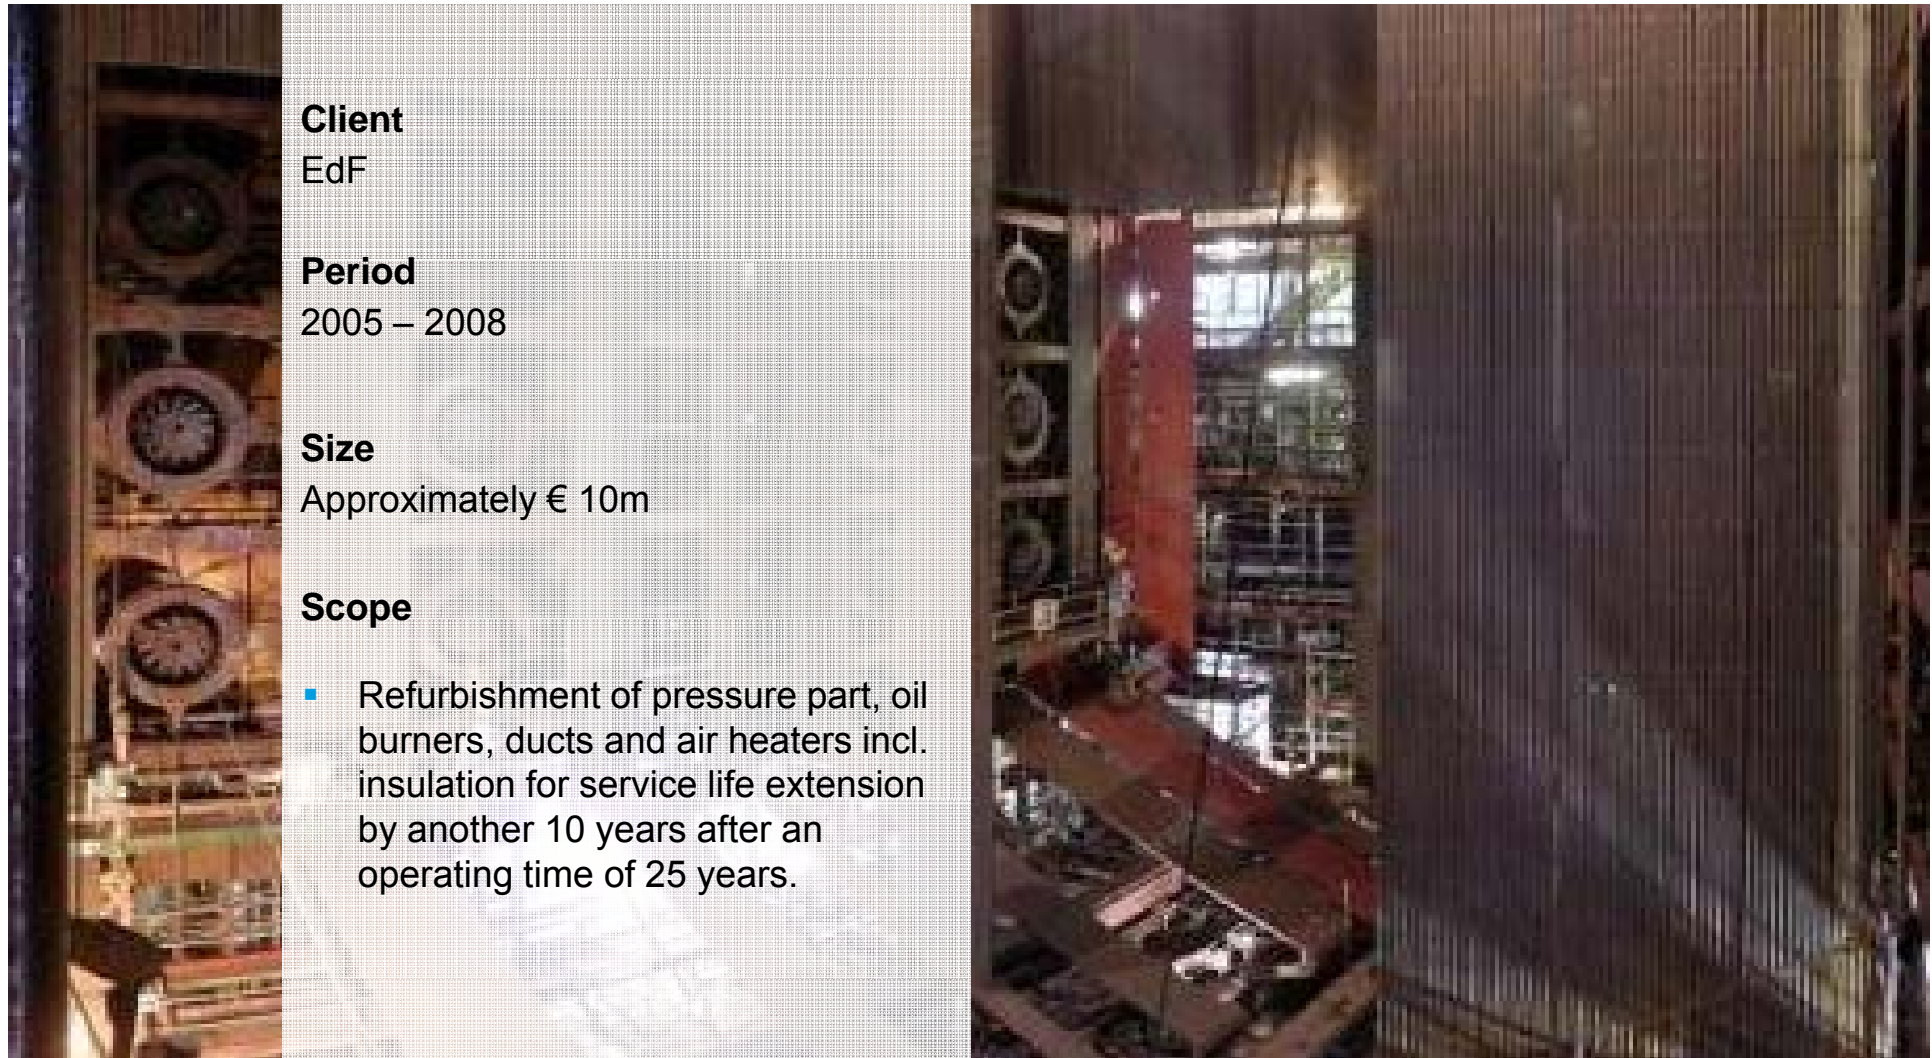 Client
EdF
Period
2005 – 2008
Size
Approximately € 10m
Scope
Refurbishment of pressure part, oil
burners, ducts and air heaters incl.
insulation for service life extension
by another 10 years after an
operating time of 25 years.